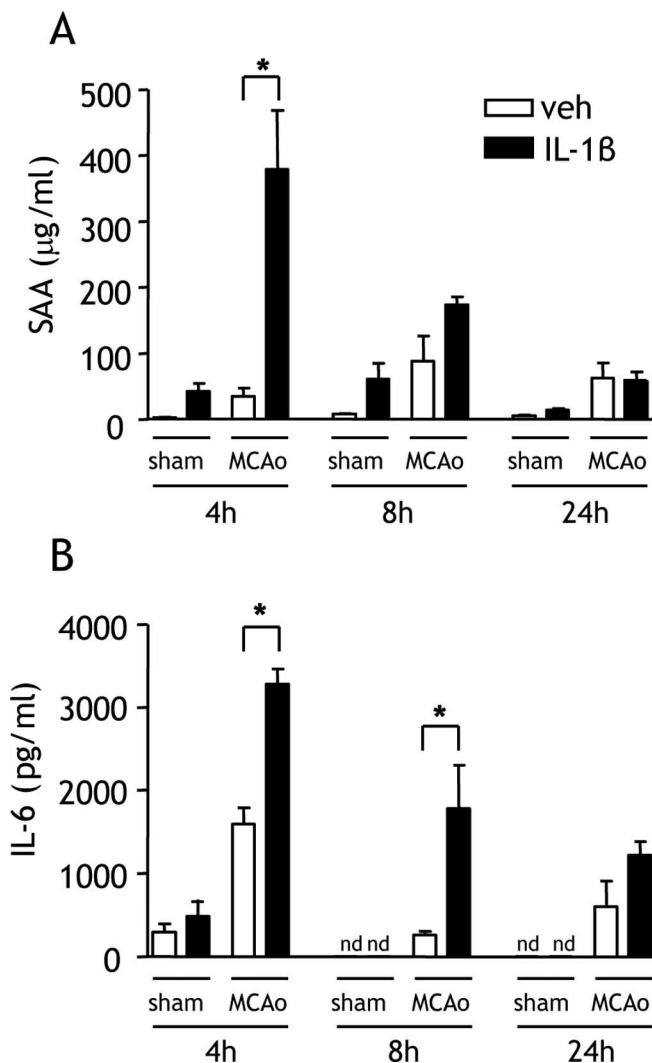 A
*
500
veh
IL-1ß
400
300
200
100
0
SAA (µg/ml)
sham MCAo sham MCAo sham MCAo
4h 8h 24h
B
4000
*
3000
*
2000
1000
0
IL-6 (pg/ml)
nd nd nd nd
sham MCAo sham MCAo sham MCAo
4h 8h 24h